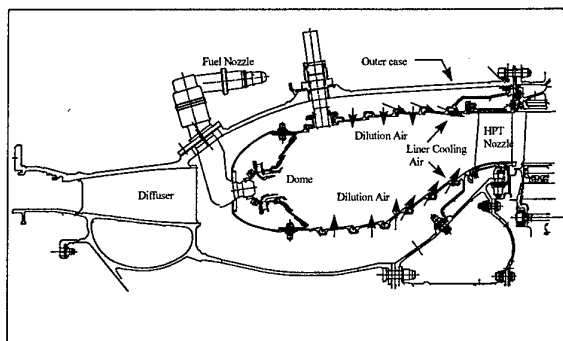 Fuel Nozzle
Outer case
Dilution Air
HPT
Nozzle
Liner Cooling
Air
Dome
Diffuser
Dilution Air